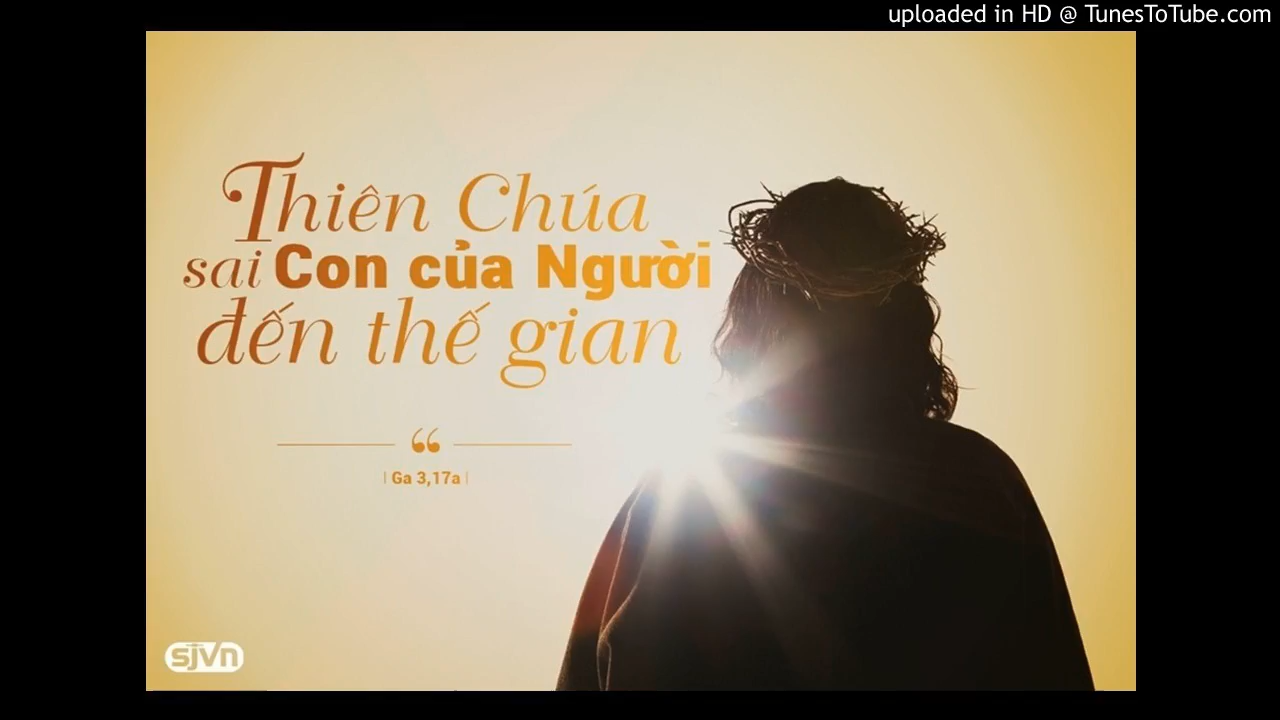 uploaded in HD @ TunesToTube.com
Thiên Chúa
sai Con của Người
đến thế gian
“
| Ga 3,17a |
sjvn